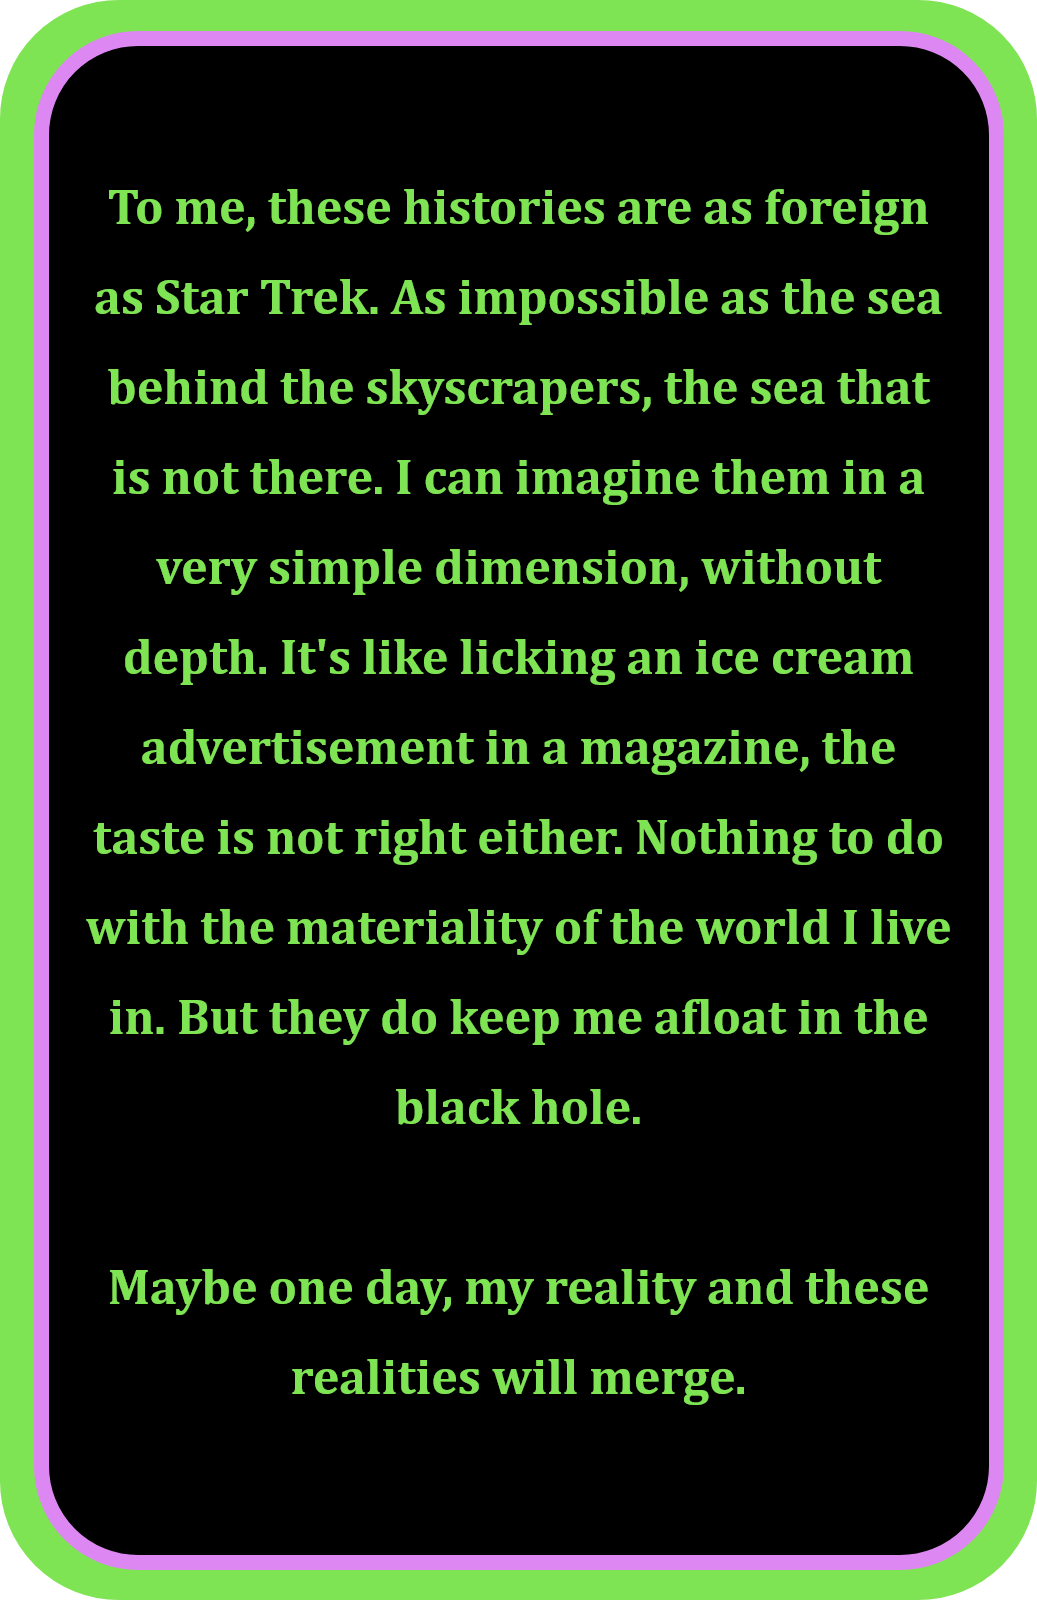 To me, these histories are as foreign
as Star Trek. As impossible as the sea
behind the skyscrapers, the sea that
is not there. I can imagine them in a
very simple dimension, without
depth. It's like licking an ice cream
advertisement in a magazine, the
taste is not right either. Nothing to do
with the materiality of the world I live
in. But they do keep me afloat in the
black hole.
Maybe one day, my reality and these
realities will merge.